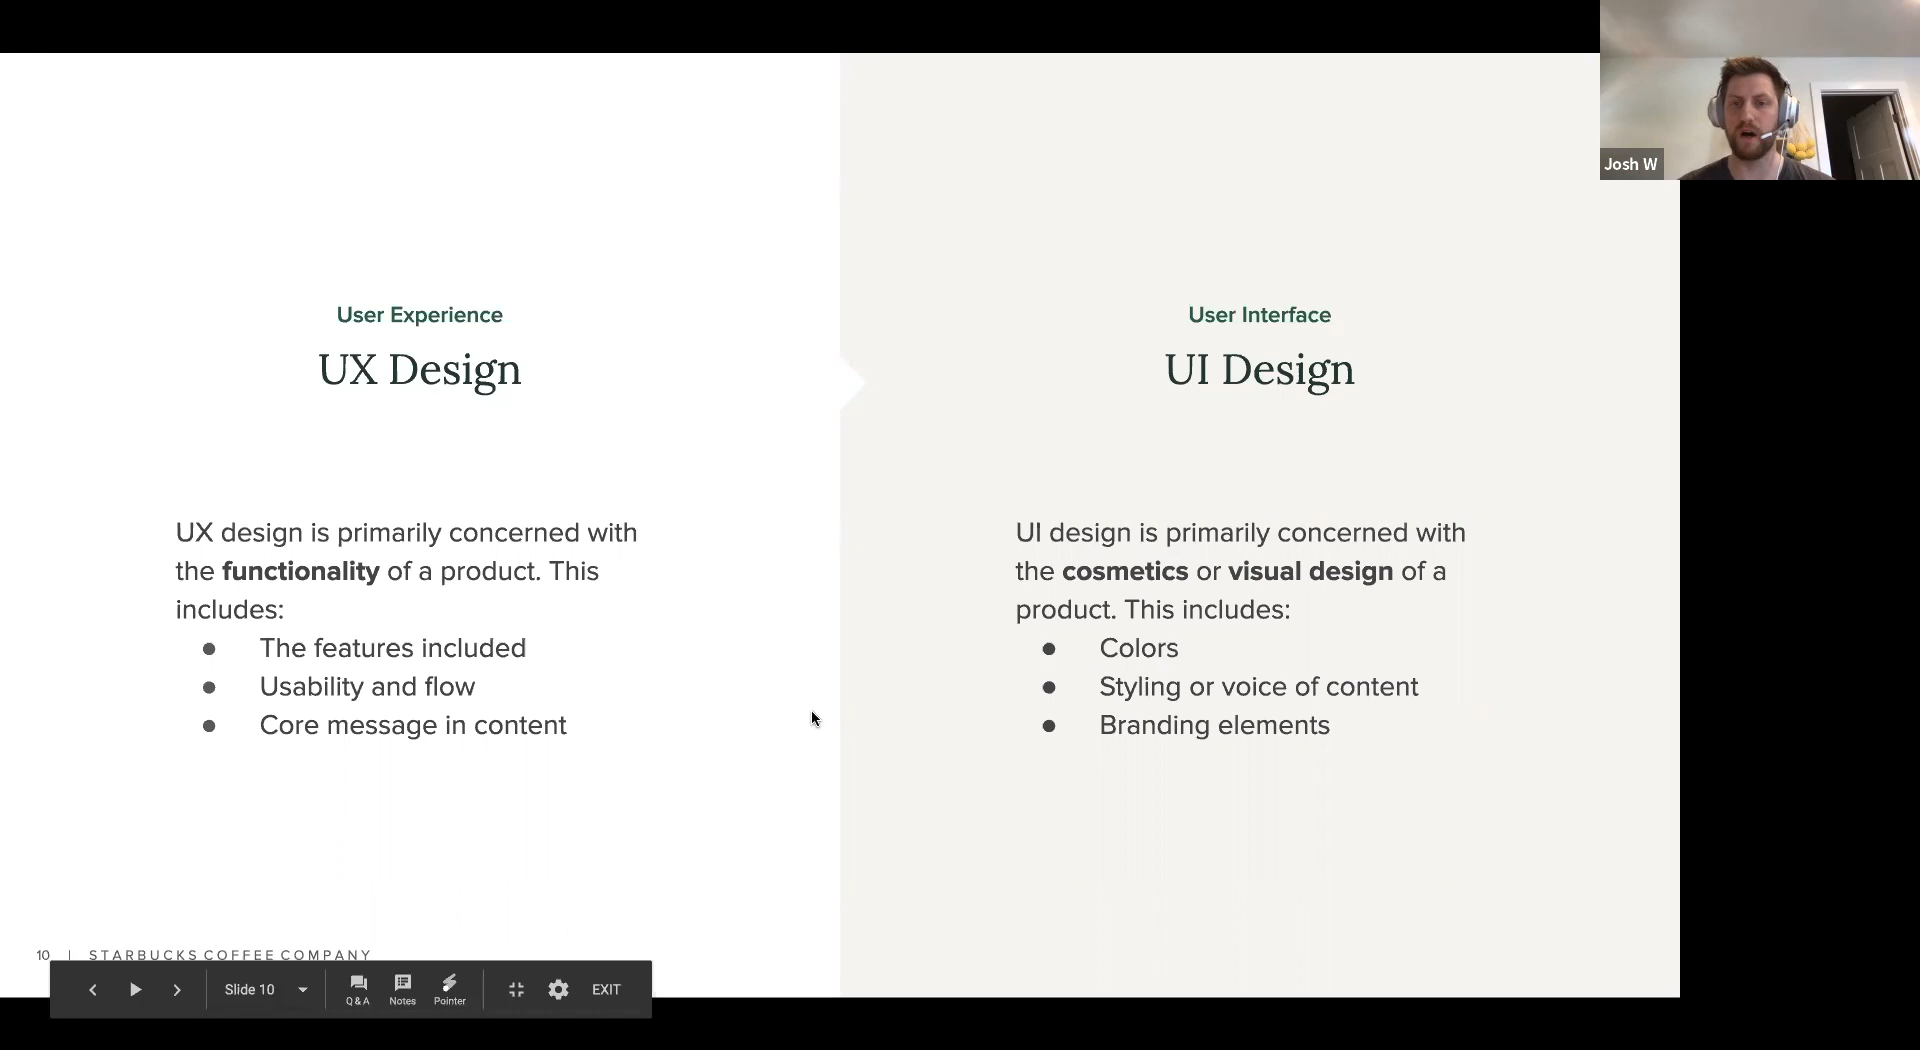 Josh W
User Experience
UX Design
UX design is primarily concerned with
the functionality of a product. This
includes:
● The features included
● Usability and flow
● Core message in content
User Interface
UI Design
UI design is primarily concerned with
the cosmetics or visual design of a
product. This includes:
● Colors
● Styling or voice of content
● Branding elements
10 | STARBUCKS COFFEE COMPANY
Slide 10
Q & A
Notes
Pointer
EXIT